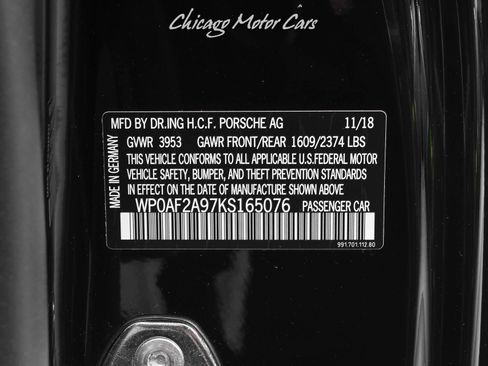 Chicago Motor Cars
MFD BY DR.ING H.C.F. PORSCHE AG 11/18
GVWR 3953 GAWR FRONT/REAR 1609/2374 LBS
THIS VEHICLE CONFORMS TO ALL APPLICABLE U.S.FEDERAL MOTOR
VEHICLE SAFETY, BUMPER, AND THEFT PREVENTION STANDARDS
IN EFFECT ON THE DATE OF MANUFACTURE SHOWN ABOVE
WP0AF2A97KS165076 PASSENGER CAR
MADE IN GERMANY
991.701.112.80